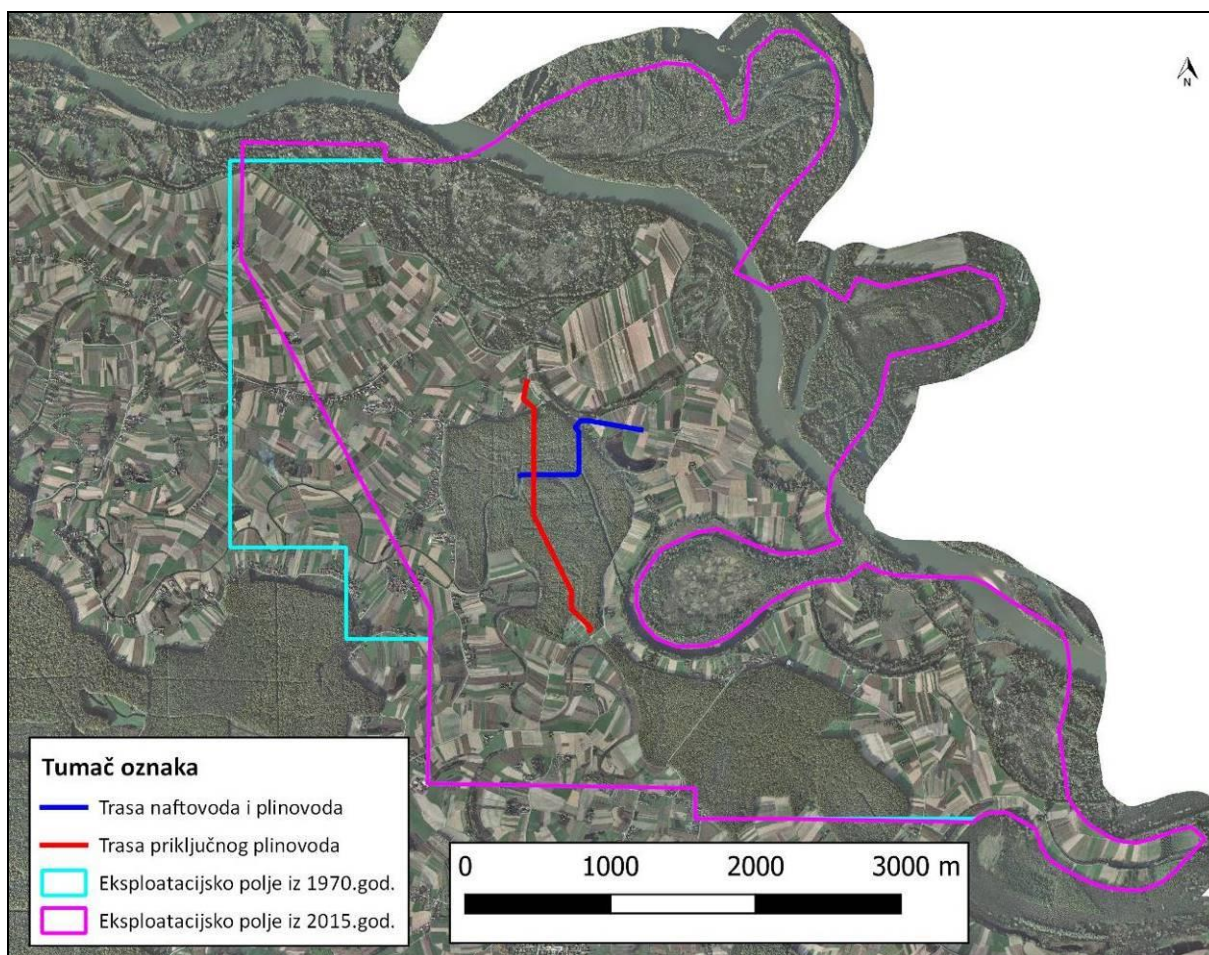 N
Tumač oznaka
Trasa naftovoda i plinovoda
Trasa priključnog plinovoda
Eksploatacijsko polje iz 1970.god.
Eksploatacijsko polje iz 2015.god.
0 1000 2000 3000 m